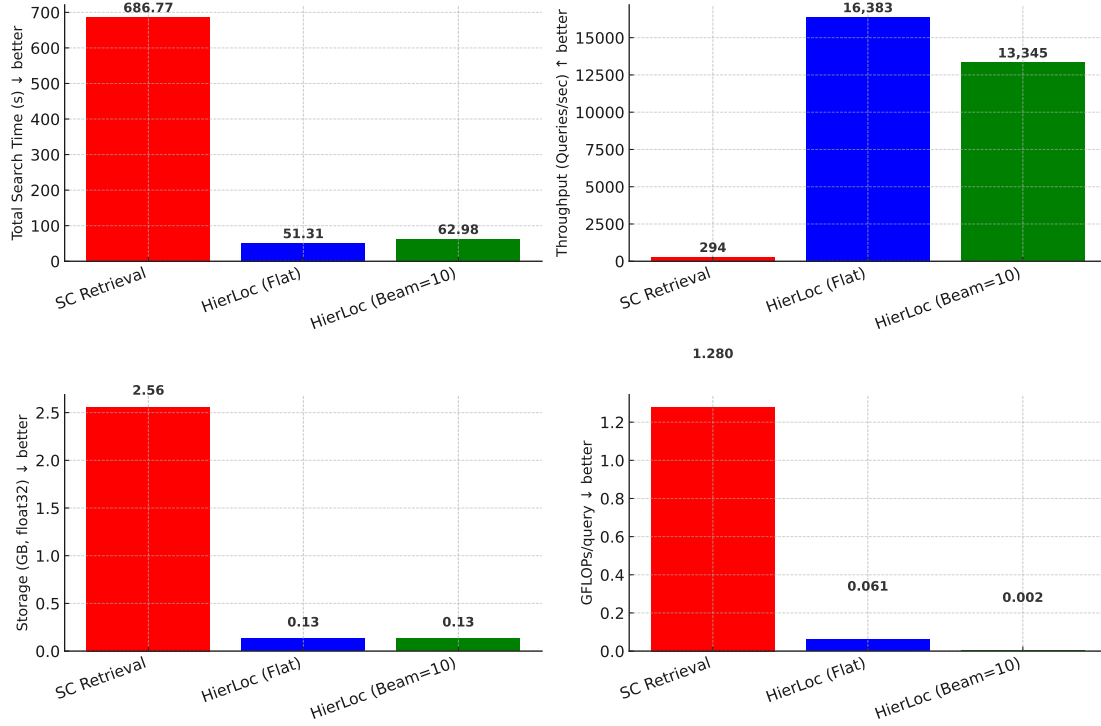 Total Search Time (s) ↓ better
700
600
500
400
300
200
100
0
686.77
51.31
62.98
SC Retrieval
HierLoc (Flat)
HierLoc (Beam=10)
Throughput (Queries/sec) ↑ better
15000
12500
10000
7500
5000
2500
0
294
16,383
13,345
SC Retrieval
HierLoc (Flat)
HierLoc (Beam=10)
Storage (GB, float32) ↓ better
2.5
2.0
1.5
1.0
0.5
0.0
2.56
0.13
0.13
SC Retrieval
HierLoc (Flat)
HierLoc (Beam=10)
GFLOPs/query ↓ better
1.2
1.0
0.8
0.6
0.4
0.2
0.0
1.280
0.061
0.002
SC Retrieval
HierLoc (Flat)
HierLoc (Beam=10)